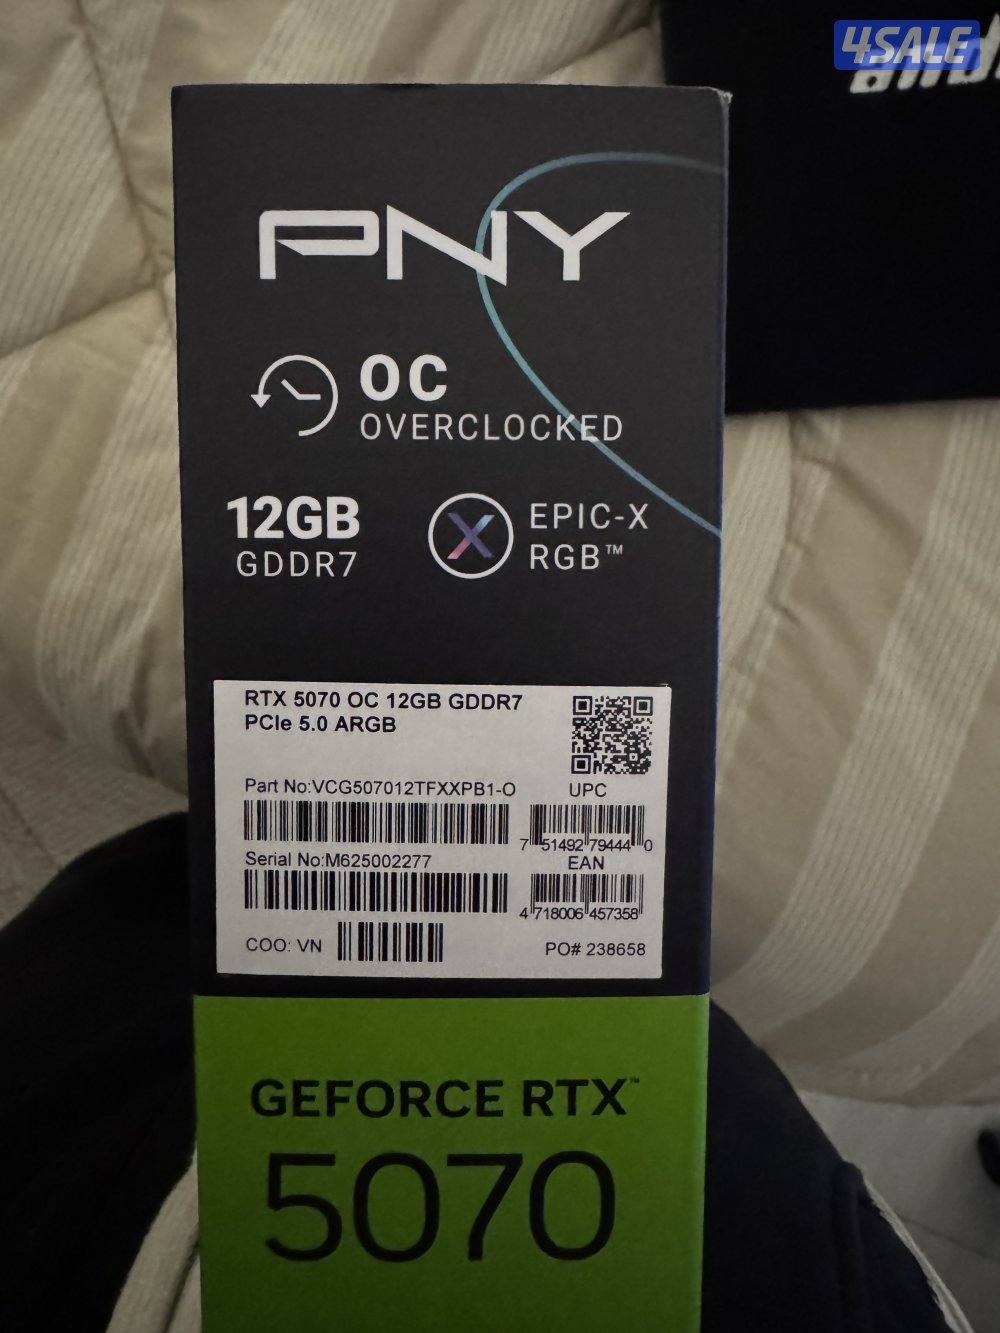 4SALE
PNY
OC
OVERCLOCKED
12GB
GDDR7
EPIC-X
RGB™
RTX 5070 OC 12GB GDDR7
PCIe 5.0 ARGB
Part No:VCG507012TFXXPB1-O
UPC
7 51492 79444 0
Serial No:M625002277
EAN
4 718006 457358
COO: VN
PO# 238658
GEFORCE RTX™
5070